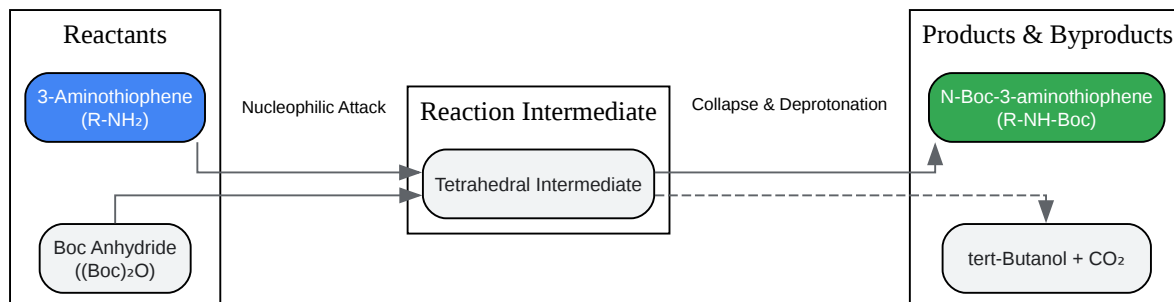 Reactants
3-Aminothiophene
(R-NH₂)
Boc Anhydride
((Boc)₂O)
Nucleophilic Attack
Reaction Intermediate
Tetrahedral Intermediate
Collapse & Deprotonation
Products & Byproducts
N-Boc-3-aminothiophene
(R-NH-Boc)
tert-Butanol + CO₂